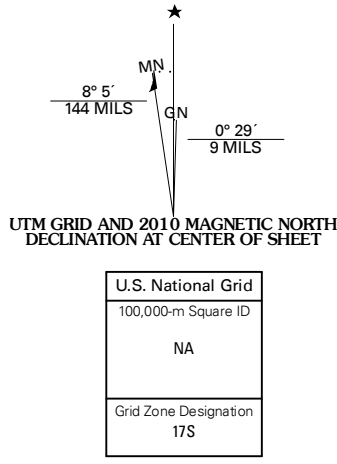 ★
MN
8° 5´
144 MILS
GN
0° 29´
9 MILS
UTM GRID AND 2010 MAGNETIC NORTH
DECLINATION AT CENTER OF SHEET
U.S. National Grid
100,000-m Square ID
NA
Grid Zone Designation
17S